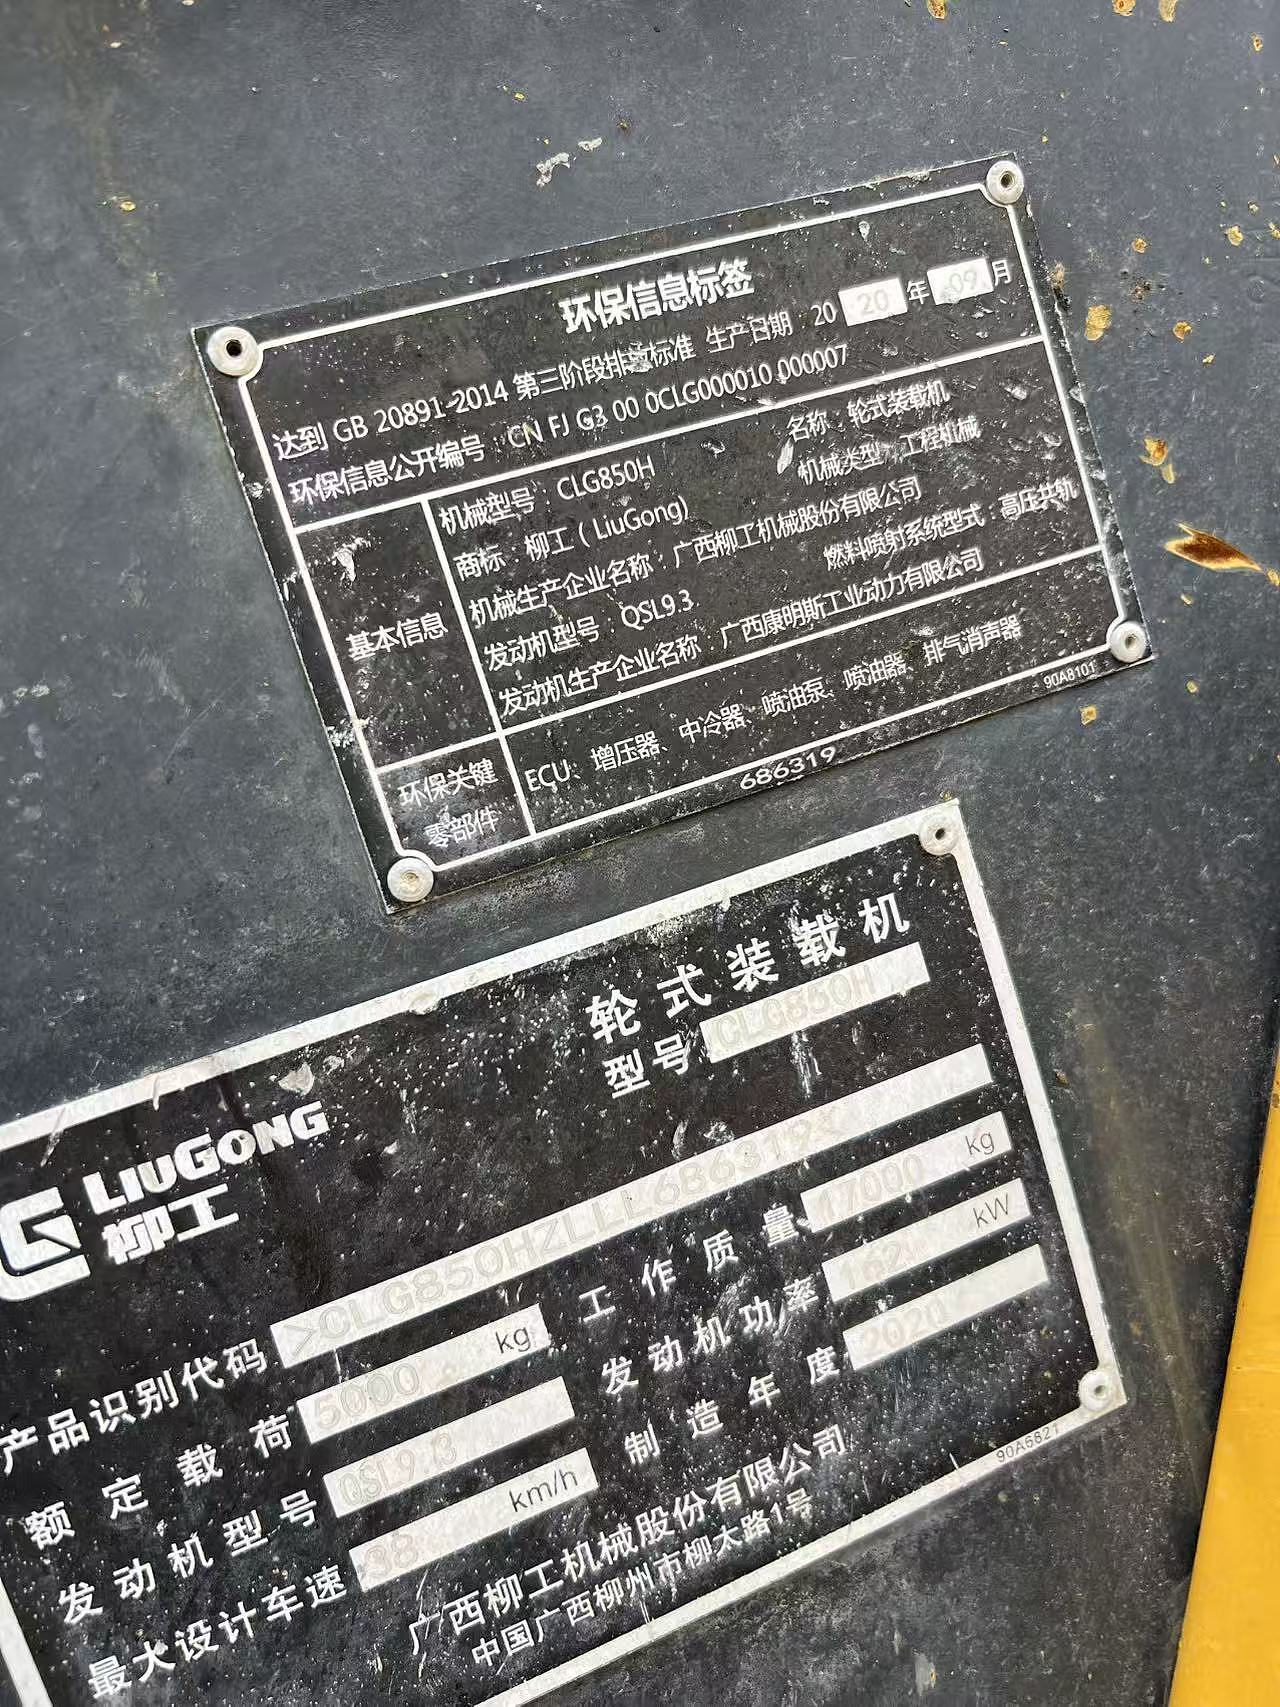 环保信息标签
达到 GB 20891-2014 第三阶段排放标准 生产日期 2020年09月
环保信息公开编号：CN FJ G3 00 0CLG000010 000007
基本信息
机械型号：CLG850H 名称：轮式装载机
商标：柳工（LiuGong） 机械类型：工程机械
机械生产企业名称：广西柳工机械股份有限公司
发动机型号：QSL9.3 燃料喷射系统型式：高压共轨
发动机生产企业名称：广西康明斯工业动力有限公司
环保关键
零部件
ECU、增压器、中冷器、喷油泵、喷油器、排气消声器
686319
90A8101
LIUGONG
柳工
轮式装载机
型号 CLG850H
产品识别代码 >CLG850HZLLL686319<
额定载荷 5000 kg 工作质量 17000 kg
发动机型号 QSL9.3 发动机功率 162 kW
最大设计车速 38 km/h 制造年度 2020
广西柳工机械股份有限公司
中国广西柳州市柳太路1号
90A6621